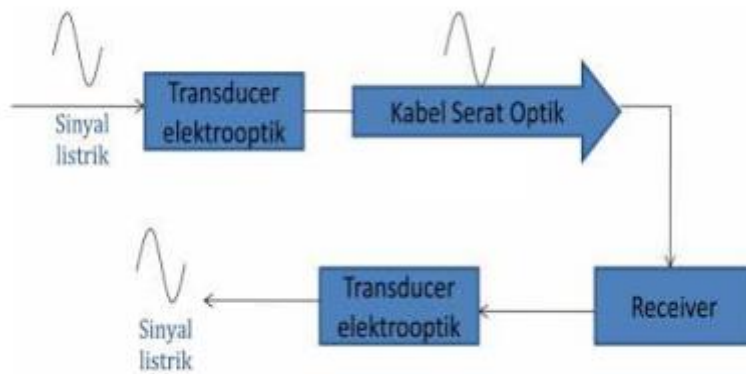 Sinyal
listrik
Transducer
elektrooptik
Kabel Serat Optik
Receiver
Transducer
elektrooptik
Sinyal
listrik